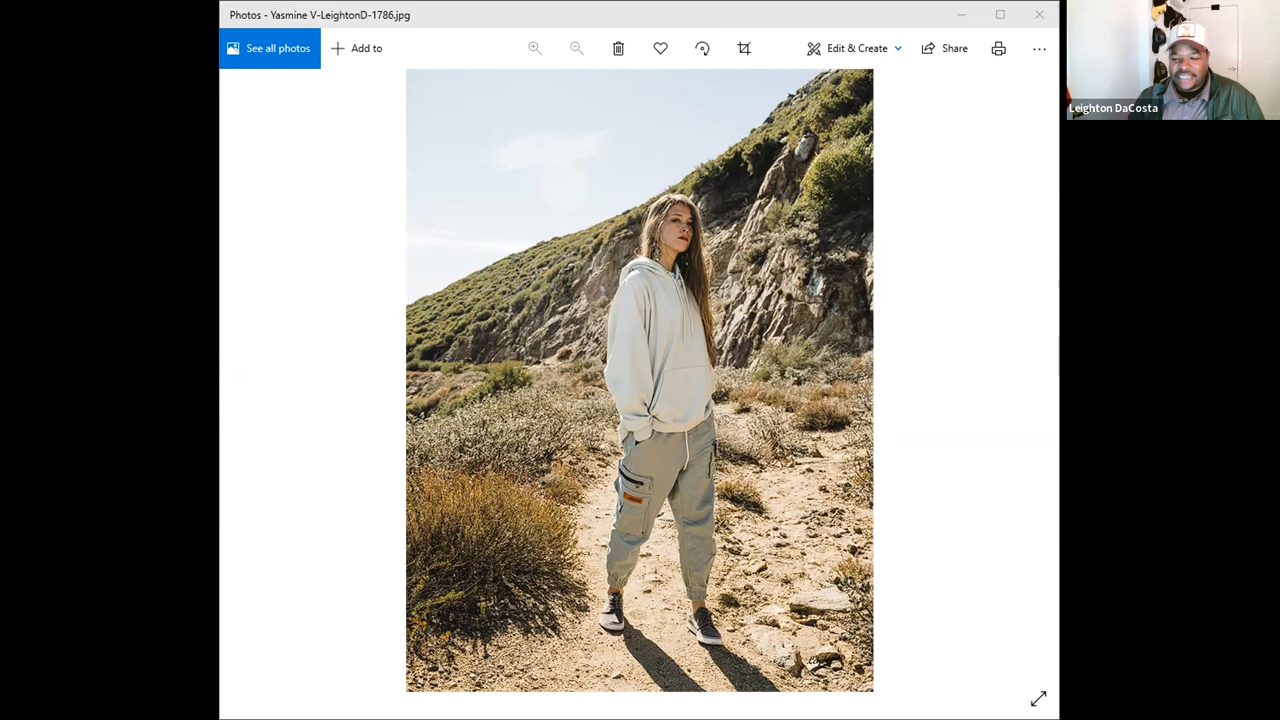 Photos - Yasmine V-LeightonD-1786.jpg
See all photos
Add to
Edit & Create
Share
Leighton DaCosta